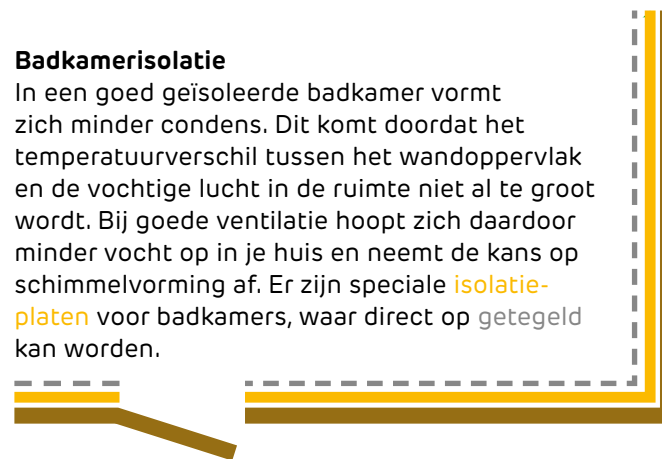 Badkamerisolatie
In een goed geïsoleerde badkamer vormt
zich minder condens. Dit komt doordat het
temperatuurverschil tussen het wandoppervlak
en de vochtige lucht in de ruimte niet al te groot
wordt. Bij goede ventilatie hoopt zich daardoor
minder vocht op in je huis en neemt de kans op
schimmelvorming af. Er zijn speciale isolatie-
platen voor badkamers, waar direct op getegeld
kan worden.